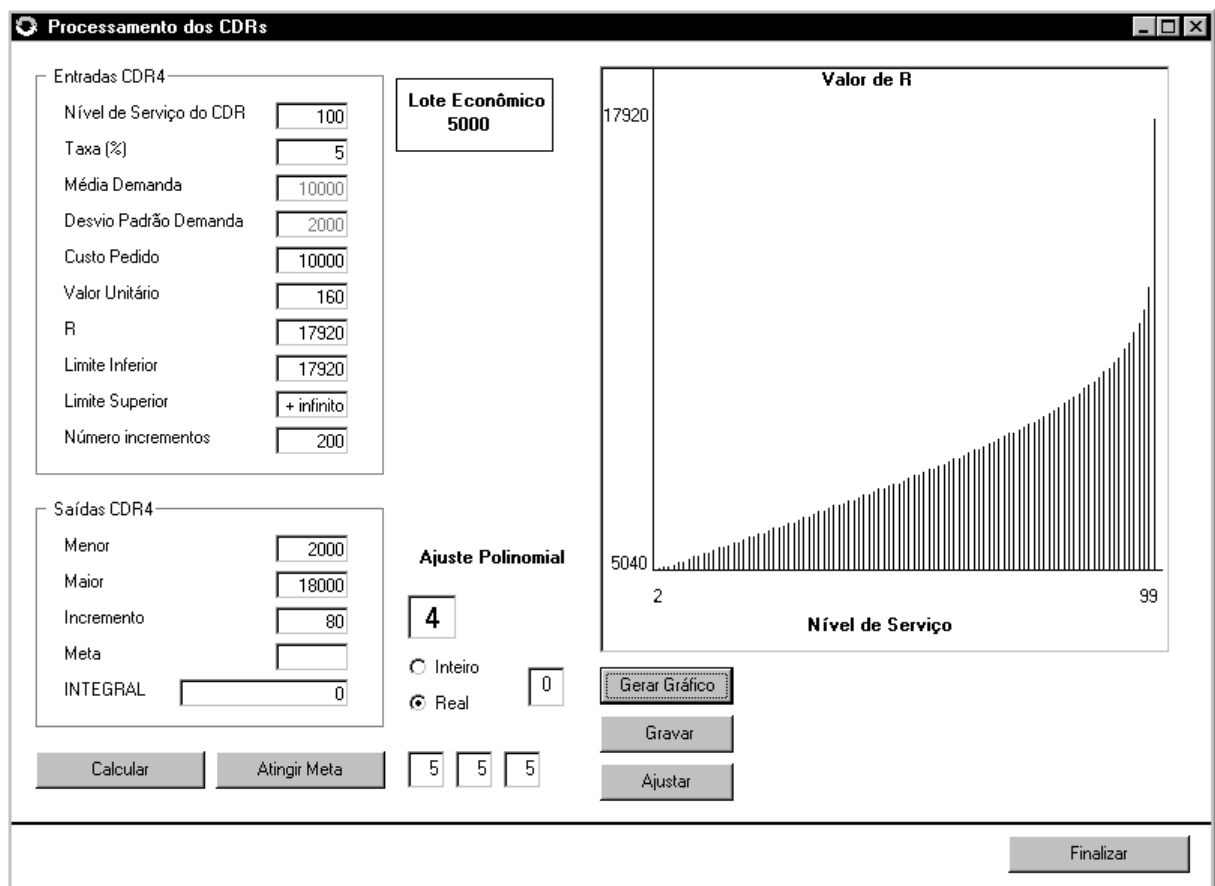 Processamento dos CDRs
Entradas CDR4
Nível de Serviço do CDR 100
Taxa (%) 5
Média Demanda 10000
Desvio Padrão Demanda 2000
Custo Pedido 10000
Valor Unitário 160
R 17920
Limite Inferior 17920
Limite Superior + infinito
Número incrementos 200
Lote Econômico
5000
Valor de R
17920
5040
2 99
Nível de Serviço
Saídas CDR4
Menor 2000
Maior 18000
Incremento 80
Meta
INTEGRAL 0
Ajuste Polinomial
4
Inteiro
Real
0
5 5 5
Calcular
Atingir Meta
Gerar Gráfico
Gravar
Ajustar
Finalizar